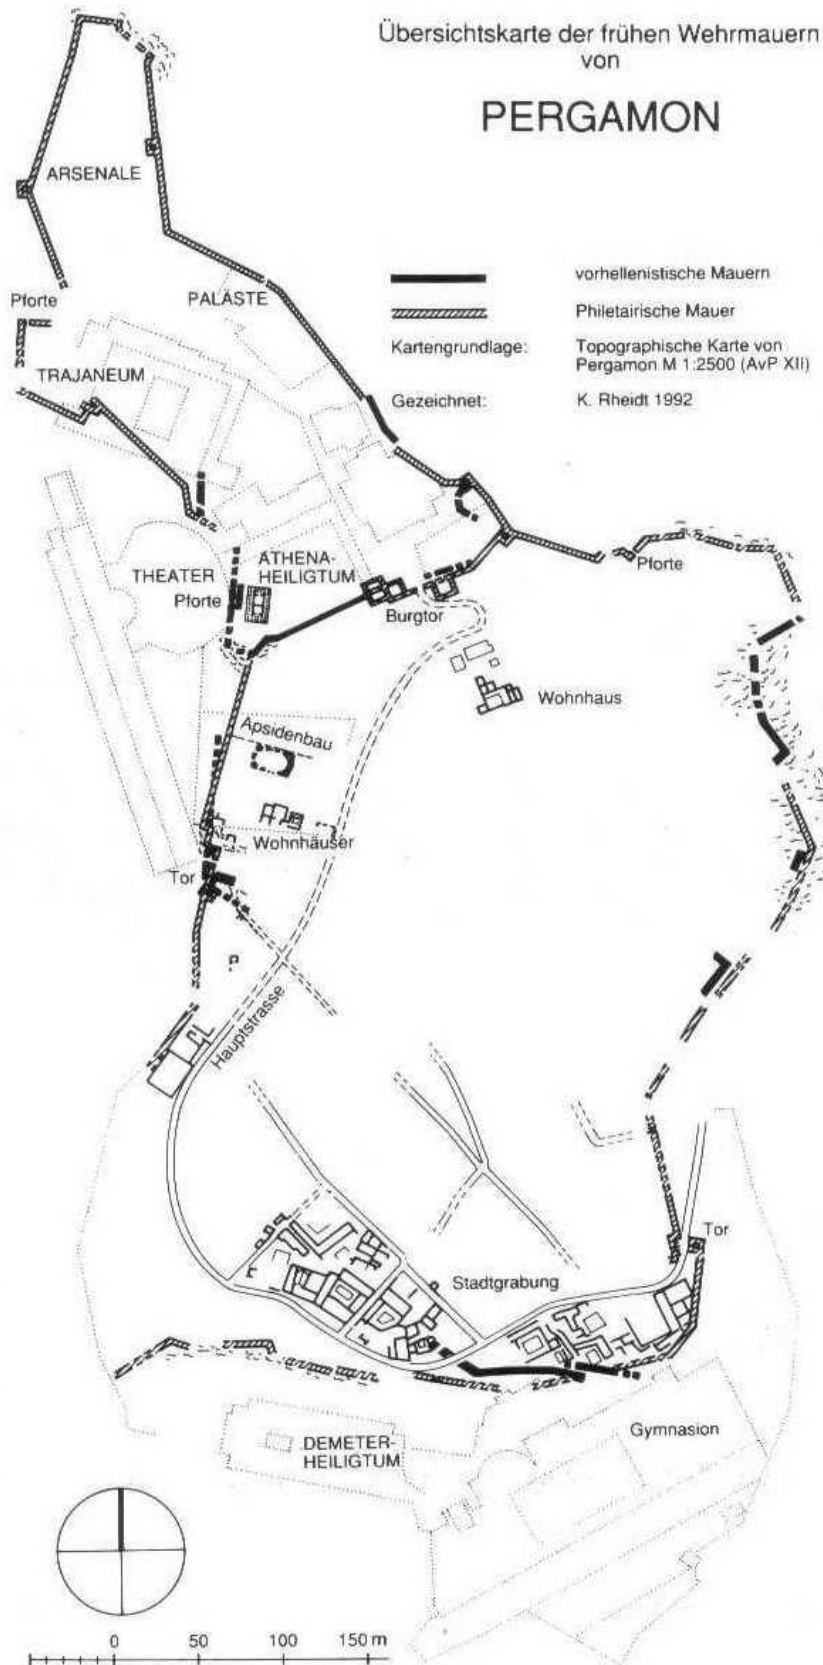 Übersichtskarte der frühen Wehrmauern
von
PERGAMON
ARSENALE
vorhellenistische Mauern
Pforte
PALÄSTE
Philetairische Mauer
Kartengrundlage:
Topographische Karte von
Pergamon M 1:2500 (AvP XII)
TRAJANEUM
Gezeichnet:
K. Rheidt 1992
ATHENA-
HEILIGTUM
THEATER
Pforte
Pforte
Burgtor
Wohnhaus
Apsidenbau
Wohnhäuser
Tor
Hauptstrasse
Tor
Stadtgrabung
Gymnasion
DEMETER-
HEILIGTUM
0 50 100 150 m